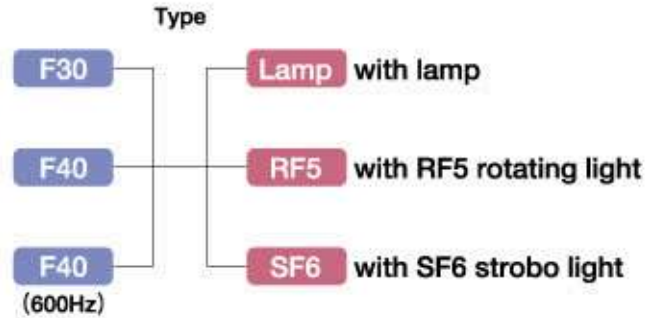 Type
F30 Lamp with lamp
F40 RF5 with RF5 rotating light
F40 SF6 with SF6 strobo light
(600Hz)